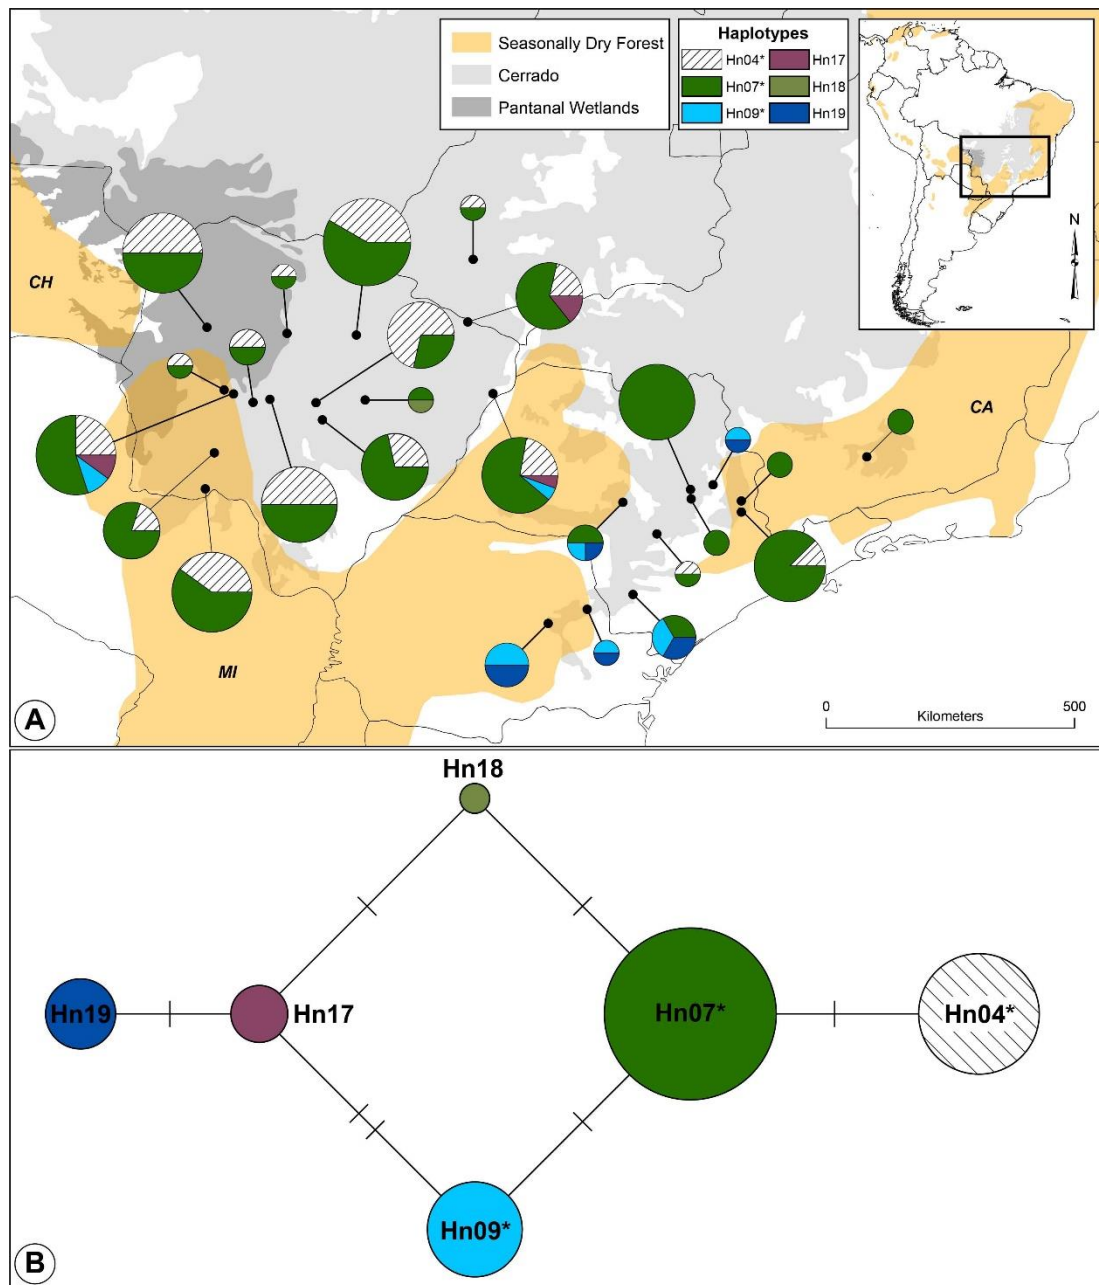 Seasonally Dry Forest
Cerrado
Pantanal Wetlands
Haplotypes
Hn04* Hn17
Hn07* Hn18
Hn09* Hn19
N
CH
CA
MI
0 500
Kilometers
A
Hn18
Hn19 Hn17 Hn07* Hn04*
Hn09*
B